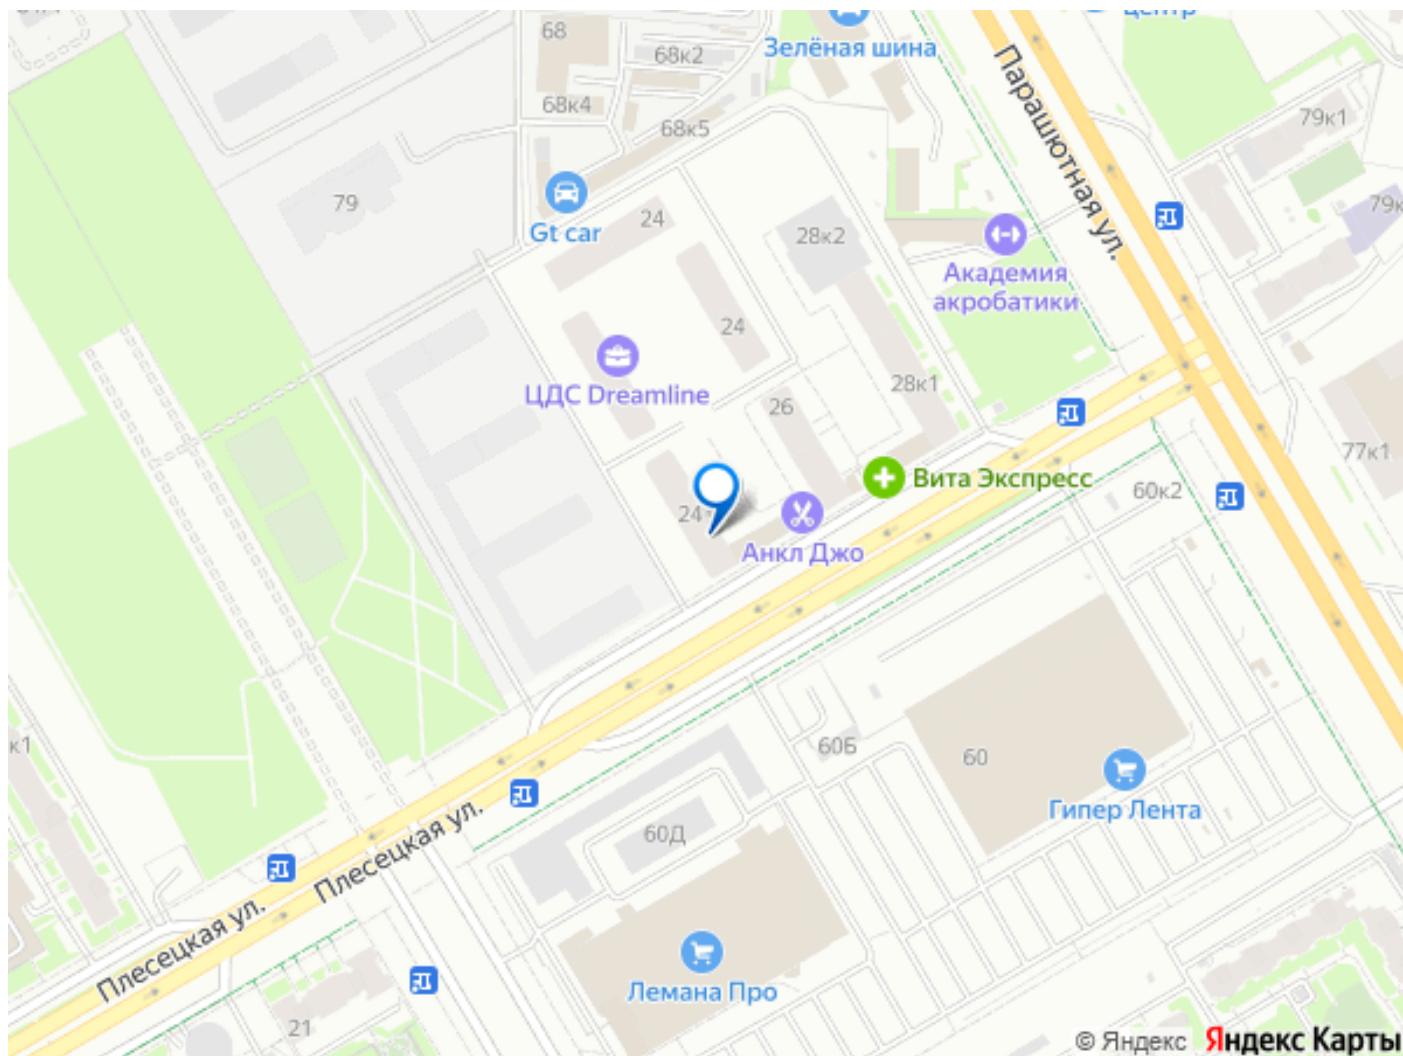 68
68к2
Зелёная шина
центр
68к4
68к5
Парашютная ул.
79к1
79
Gt car
24
28к2
79к
Академия
акробатики
24
ЦДС Dreamline
28к1
26
77к1
Вита Экспресс
60к2
24
Анкл Джо
к1
60Б
60
Гипер Лента
60Д
Плесецкая ул.
Плесецкая ул.
Лемана Про
21
© Яндекс Яндекс Карты